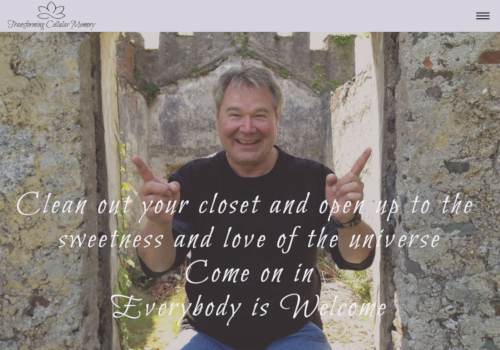 Transforming Cellular Memory
Clean out your closet and open up to the
sweetness and love of the universe
Come on in
Everybody is Welcome